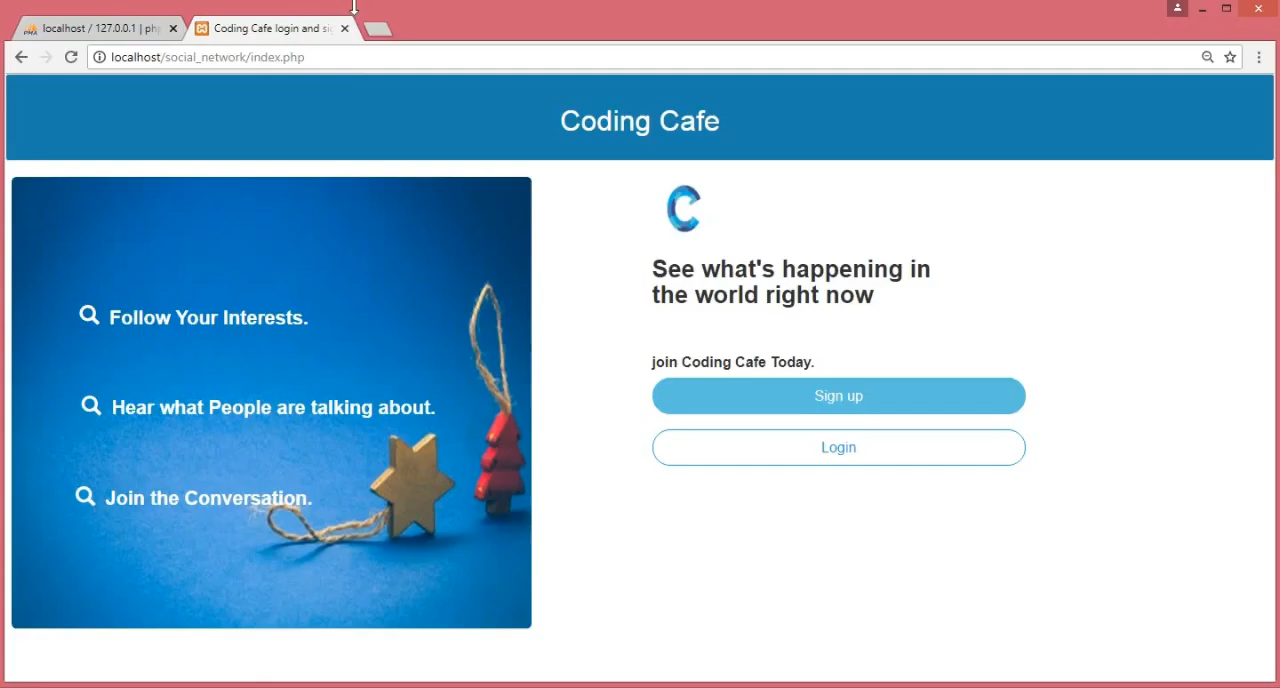 localhost / 127.0.0.1 | php
Coding Cafe login and si
localhost/social_network/index.php
Coding Cafe
Follow Your Interests.
Hear what People are talking about.
Join the Conversation.
C
See what's happening in
the world right now
join Coding Cafe Today.
Sign up
Login